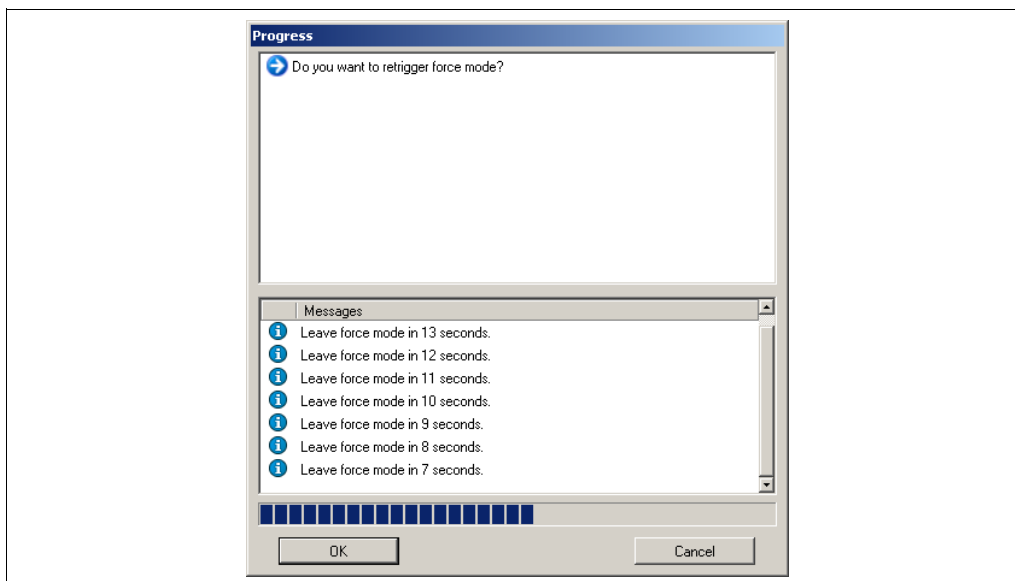 Progress
Do you want to retrigger force mode?
Messages
Leave force mode in 13 seconds.
Leave force mode in 12 seconds.
Leave force mode in 11 seconds.
Leave force mode in 10 seconds.
Leave force mode in 9 seconds.
Leave force mode in 8 seconds.
Leave force mode in 7 seconds.
OK Cancel